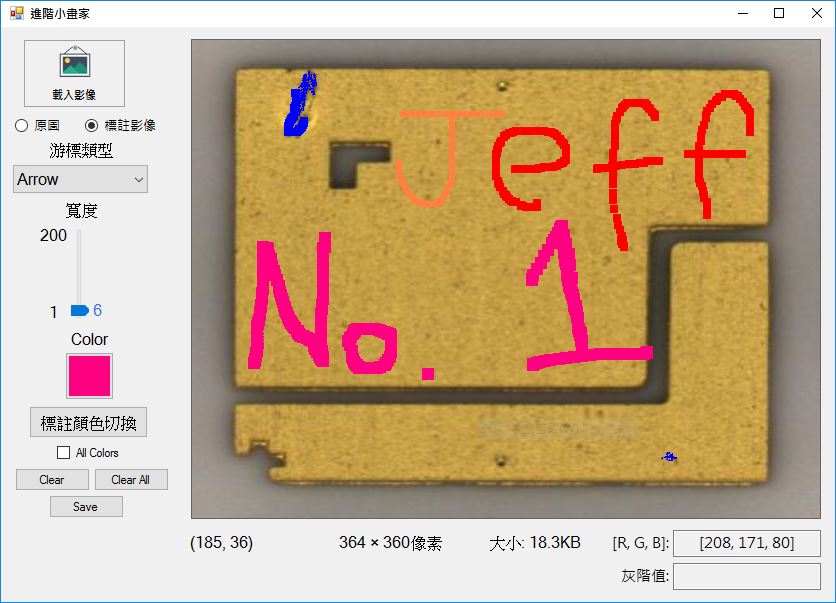 進階小畫家
載入影像
原圖 標註影像
游標類型
Arrow
寬度
200
1 6
Color
標註顏色切換
All Colors
Clear Clear All
Save
Jeff
No. 1
(185, 36) 364 × 360像素 大小: 18.3KB [R, G, B]: [208, 171, 80]
灰階值: